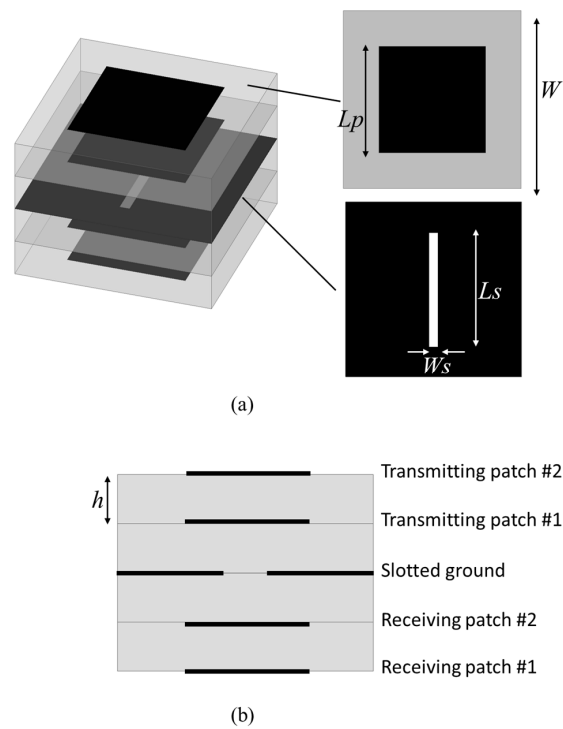 Lp
W
Ls
Ws
(a)
h
Transmitting patch #2
Transmitting patch #1
Slotted ground
Receiving patch #2
Receiving patch #1
(b)